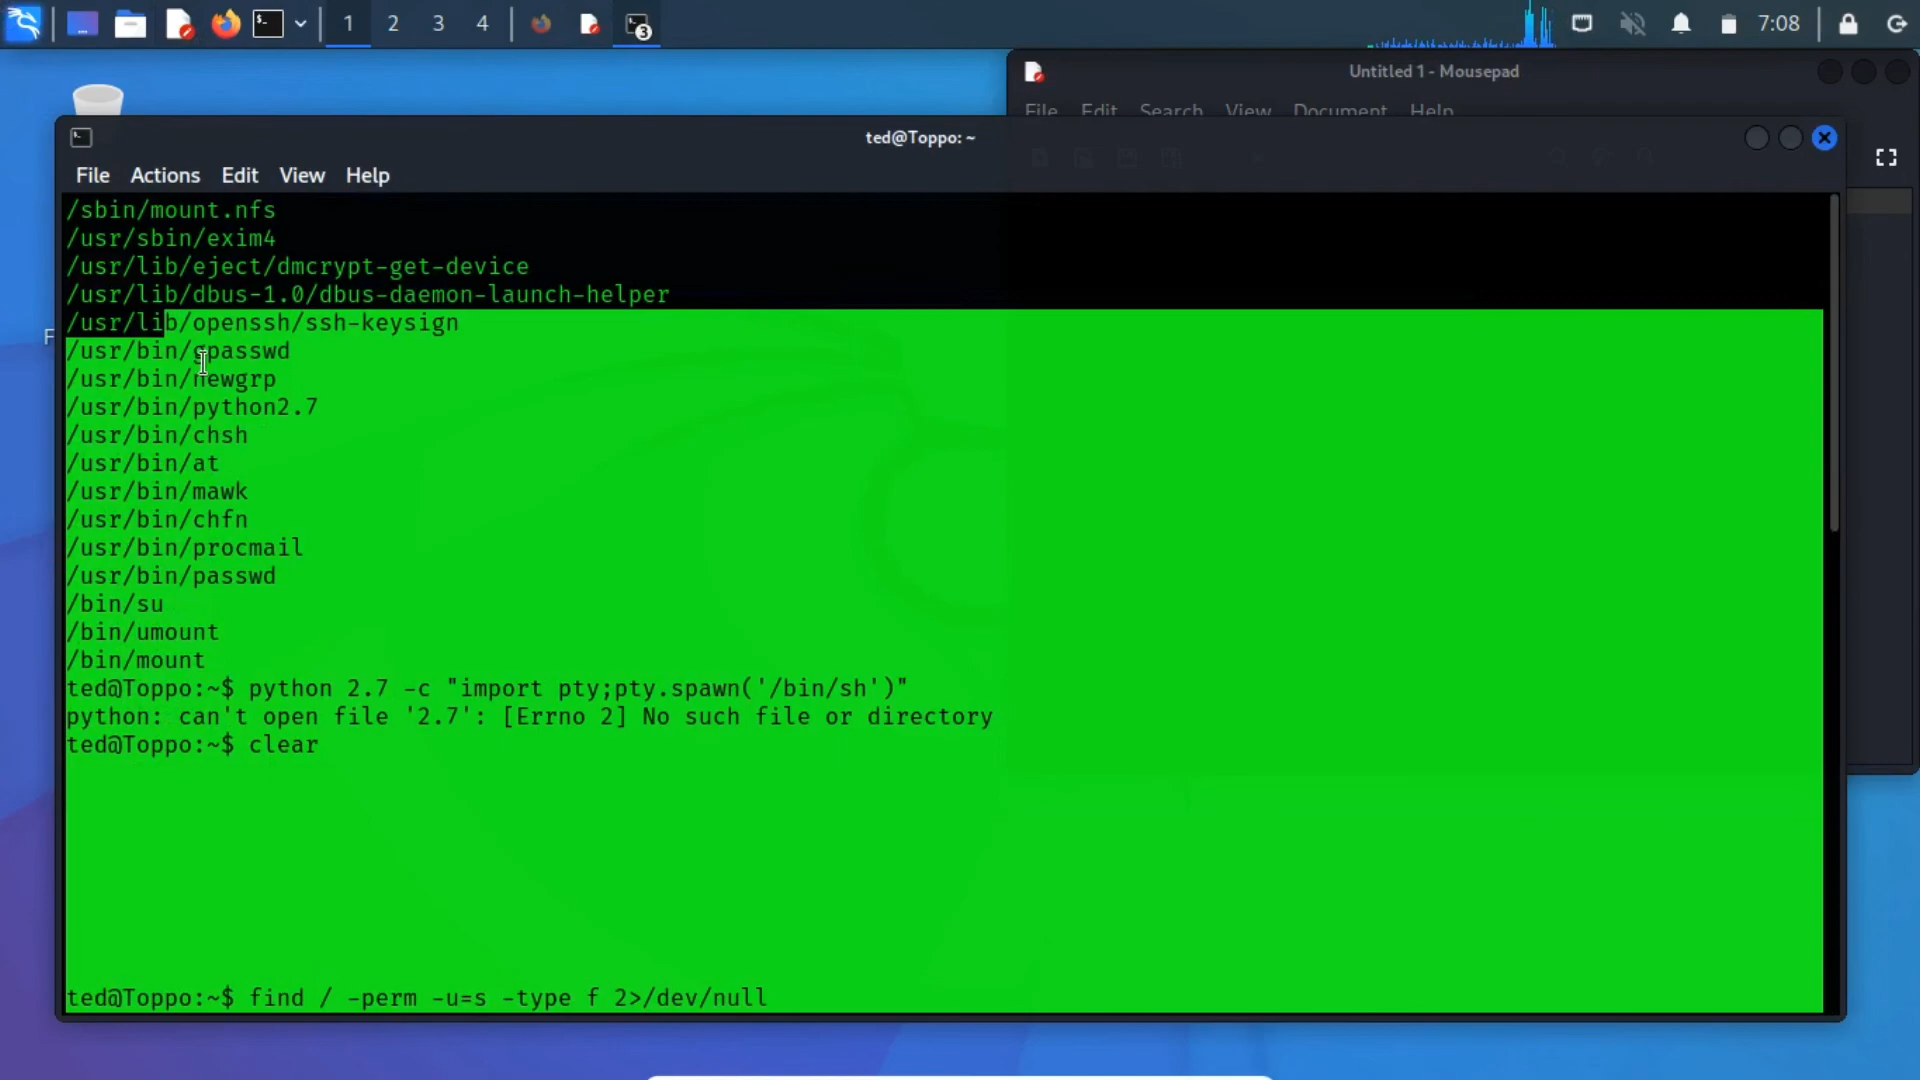 1 2 3 4 3 7:08
Untitled 1 - Mousepad
File Edit Search View Document Help
ted@Toppo: ~
File Actions Edit View Help
/sbin/mount.nfs
/usr/sbin/exim4
/usr/lib/eject/dmcrypt-get-device
/usr/lib/dbus-1.0/dbus-daemon-launch-helper
/usr/lib/openssh/ssh-keysign
/usr/bin/gpasswd
/usr/bin/newgrp
/usr/bin/python2.7
/usr/bin/chsh
/usr/bin/at
/usr/bin/mawk
/usr/bin/chfn
/usr/bin/procmail
/usr/bin/passwd
/bin/su
/bin/umount
/bin/mount
ted@Toppo:~$ python 2.7 -c "import pty;pty.spawn('/bin/sh')"
python: can't open file '2.7': [Errno 2] No such file or directory
ted@Toppo:~$ clear
ted@Toppo:~$ find / -perm -u=s -type f 2>/dev/null
F